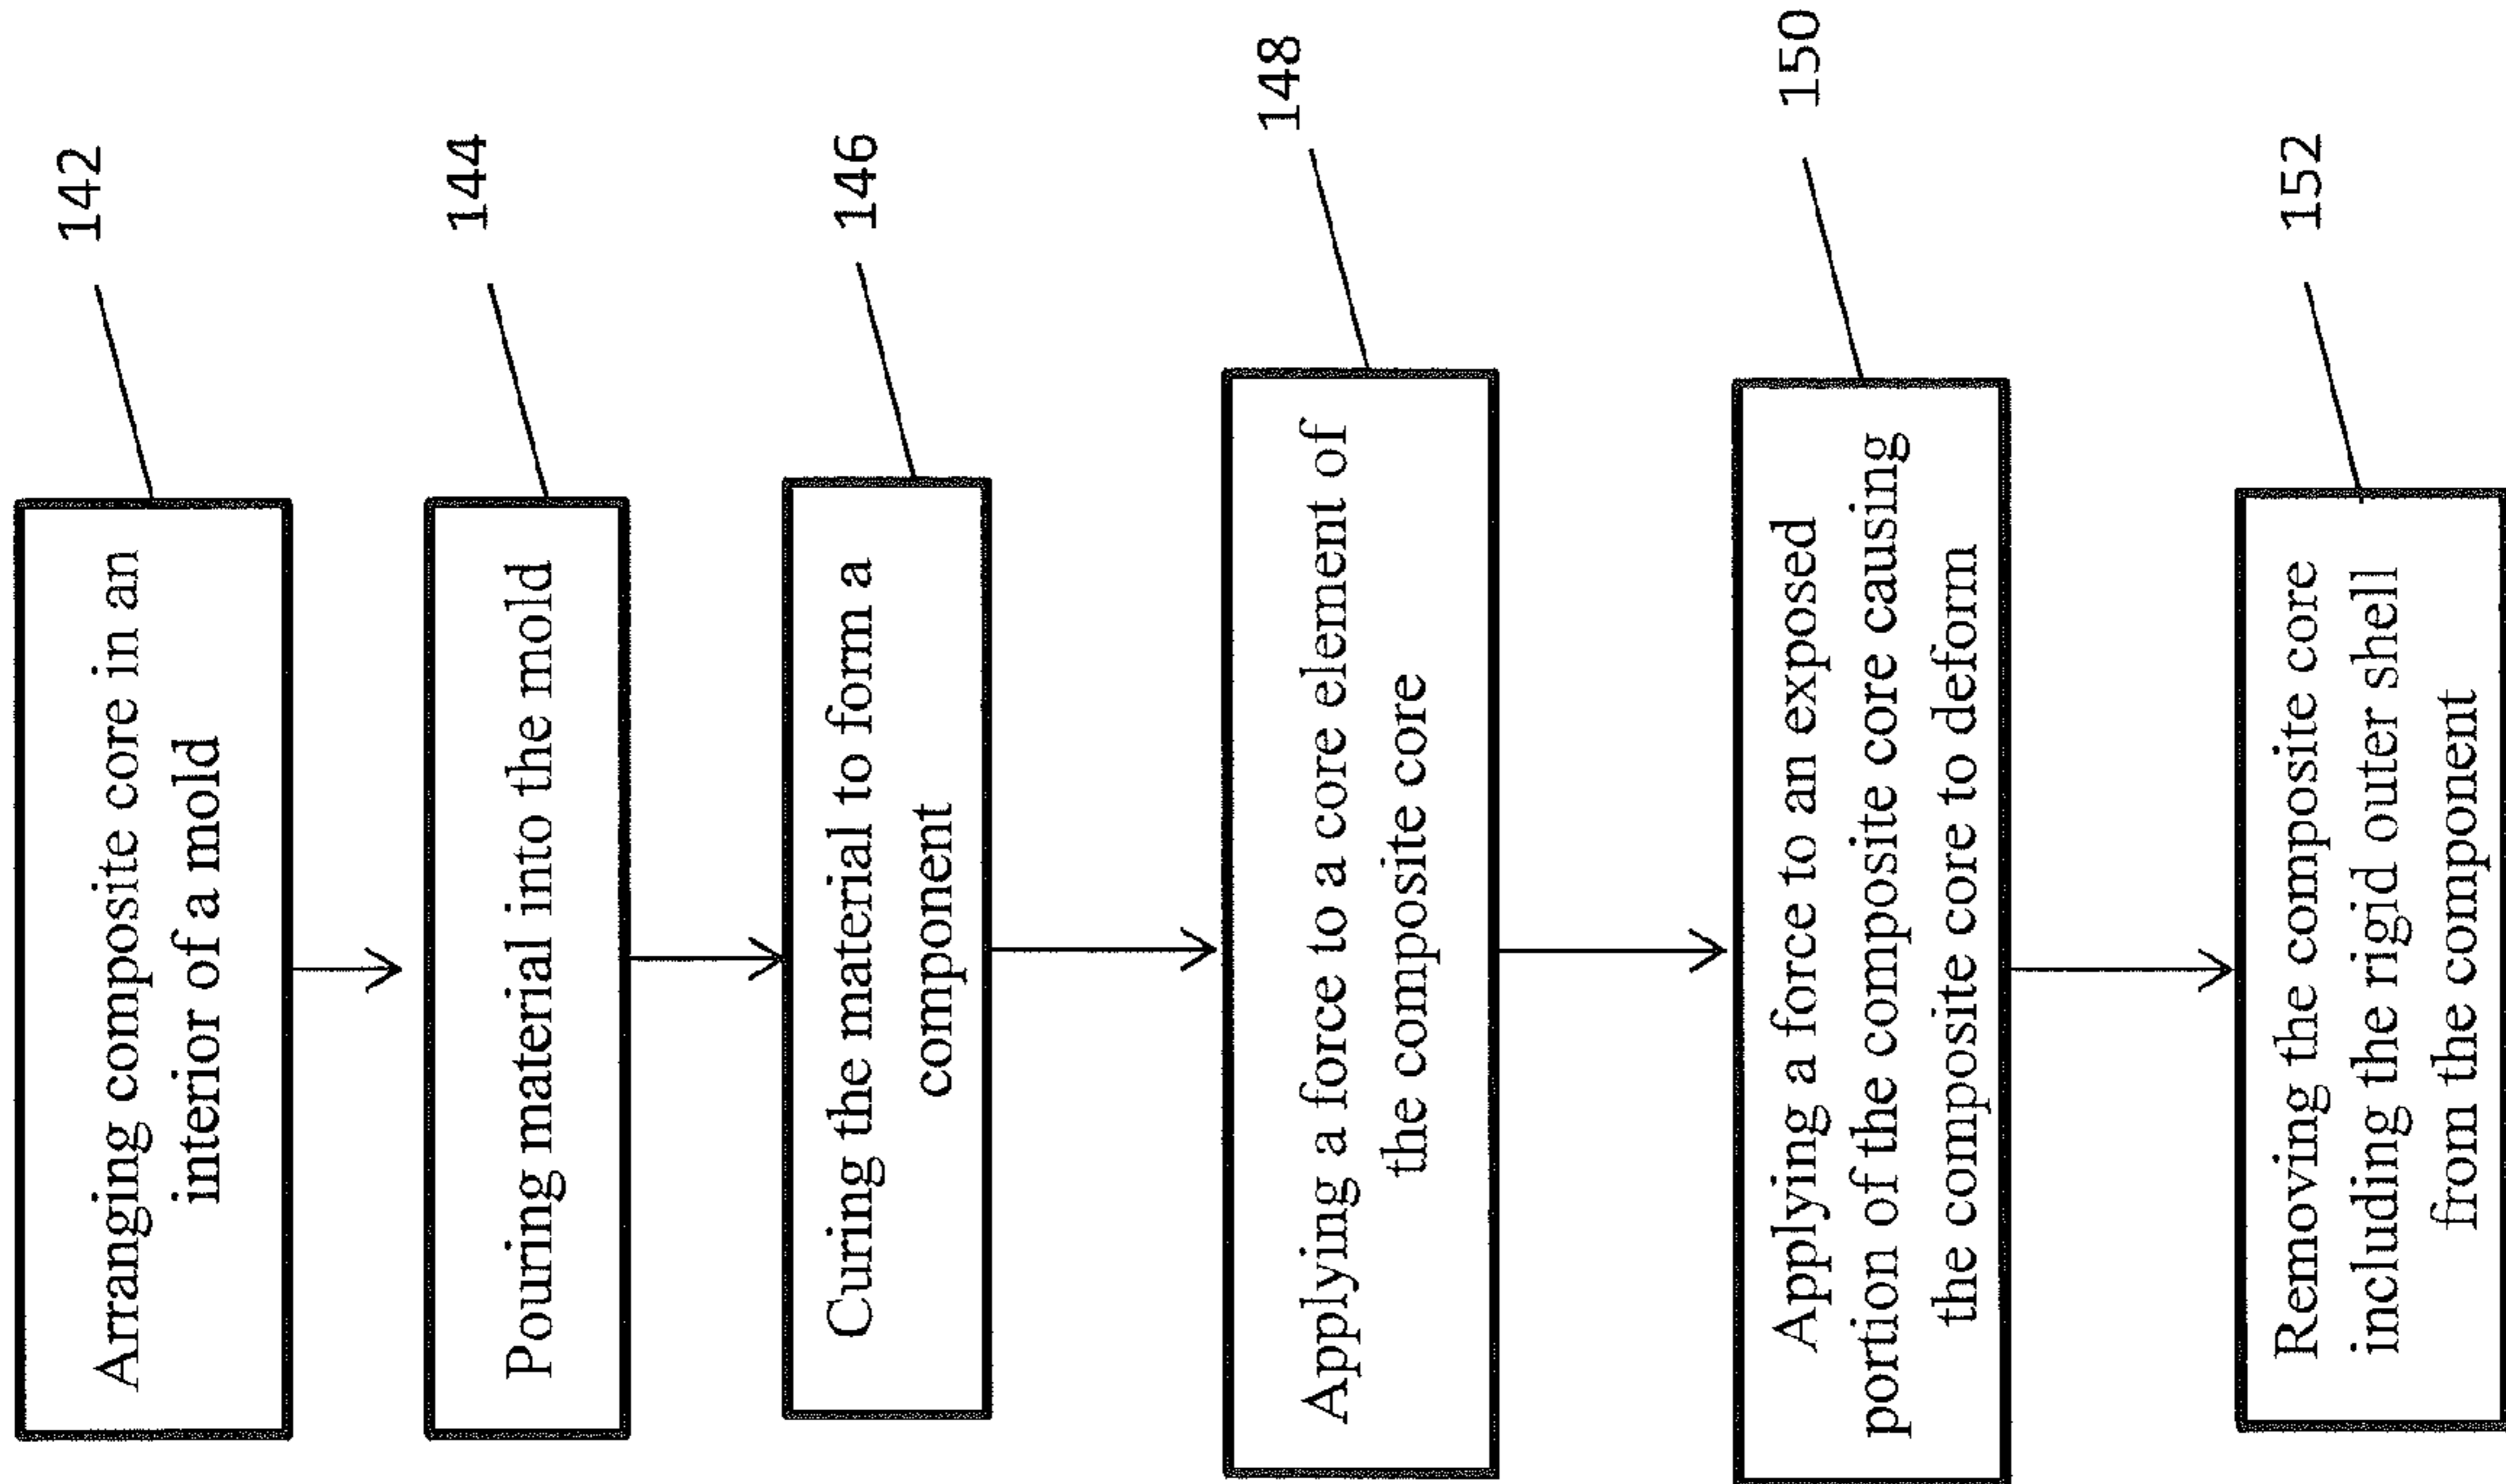 142
Arranging composite core in an
interior of a mold
144
Pouring material into the mold
146
Curing the material to form a
component
148
Applying a force to a core element of
the composite core
150
Applying a force to an exposed
portion of the composite core causing
the composite core to deform
152
Removing the composite core
including the rigid outer shell
from the component